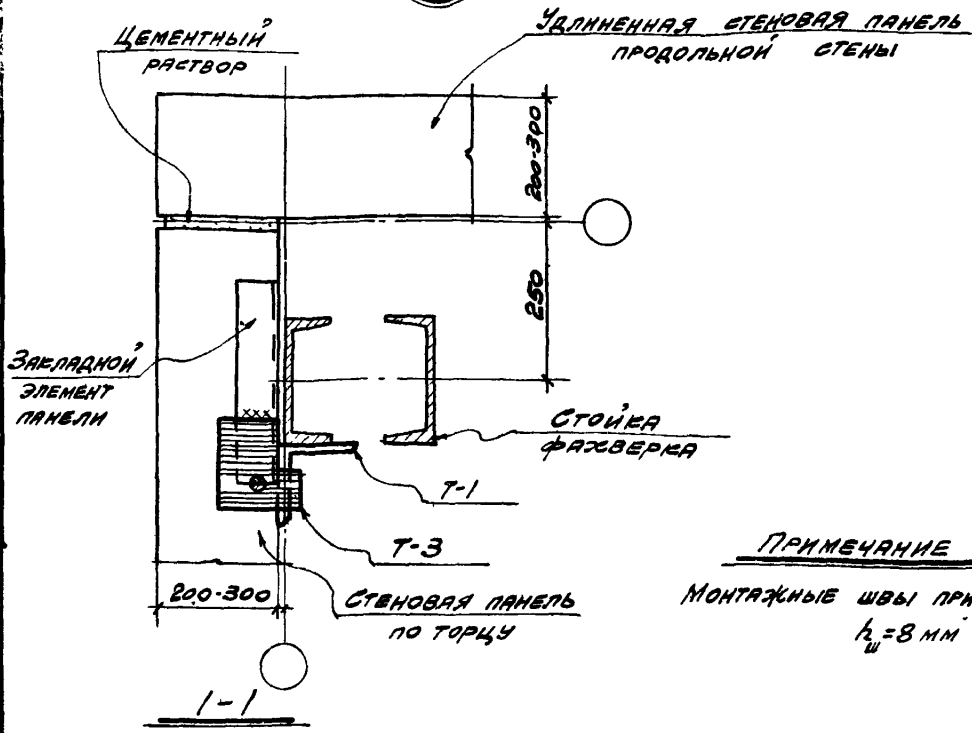 Удлиненная стеновая панель
продольной стены
Цементный
раствор
200-300
250
Закладной
элемент
панели
Стойка
фахверка
Т-1
Т-3
Примечание
Монтажные швы при
hш=8 мм
200-300
Стеновая панель
по торцу
1-1